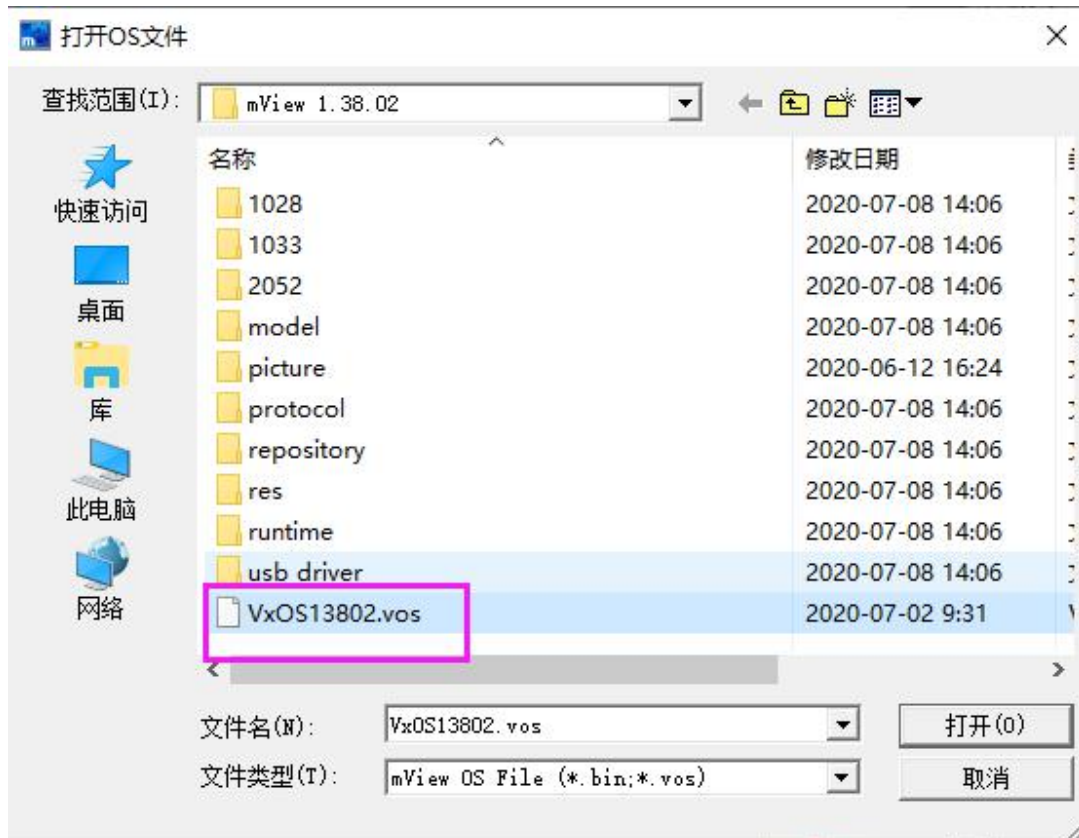 打开OS文件
查找范围(I): mView 1.38.02
名称 修改日期
快速访问
桌面
库
此电脑
网络
1028 2020-07-08 14:06
1033 2020-07-08 14:06
2052 2020-07-08 14:06
model 2020-07-08 14:06
picture 2020-06-12 16:24
protocol 2020-07-08 14:06
repository 2020-07-08 14:06
res 2020-07-08 14:06
runtime 2020-07-08 14:06
usb driver 2020-07-08 14:06
VxOS13802.vos 2020-07-02 9:31
文件名(N): VxOS13802.vos 打开(O)
文件类型(T): mView OS File (*.bin;*.vos) 取消